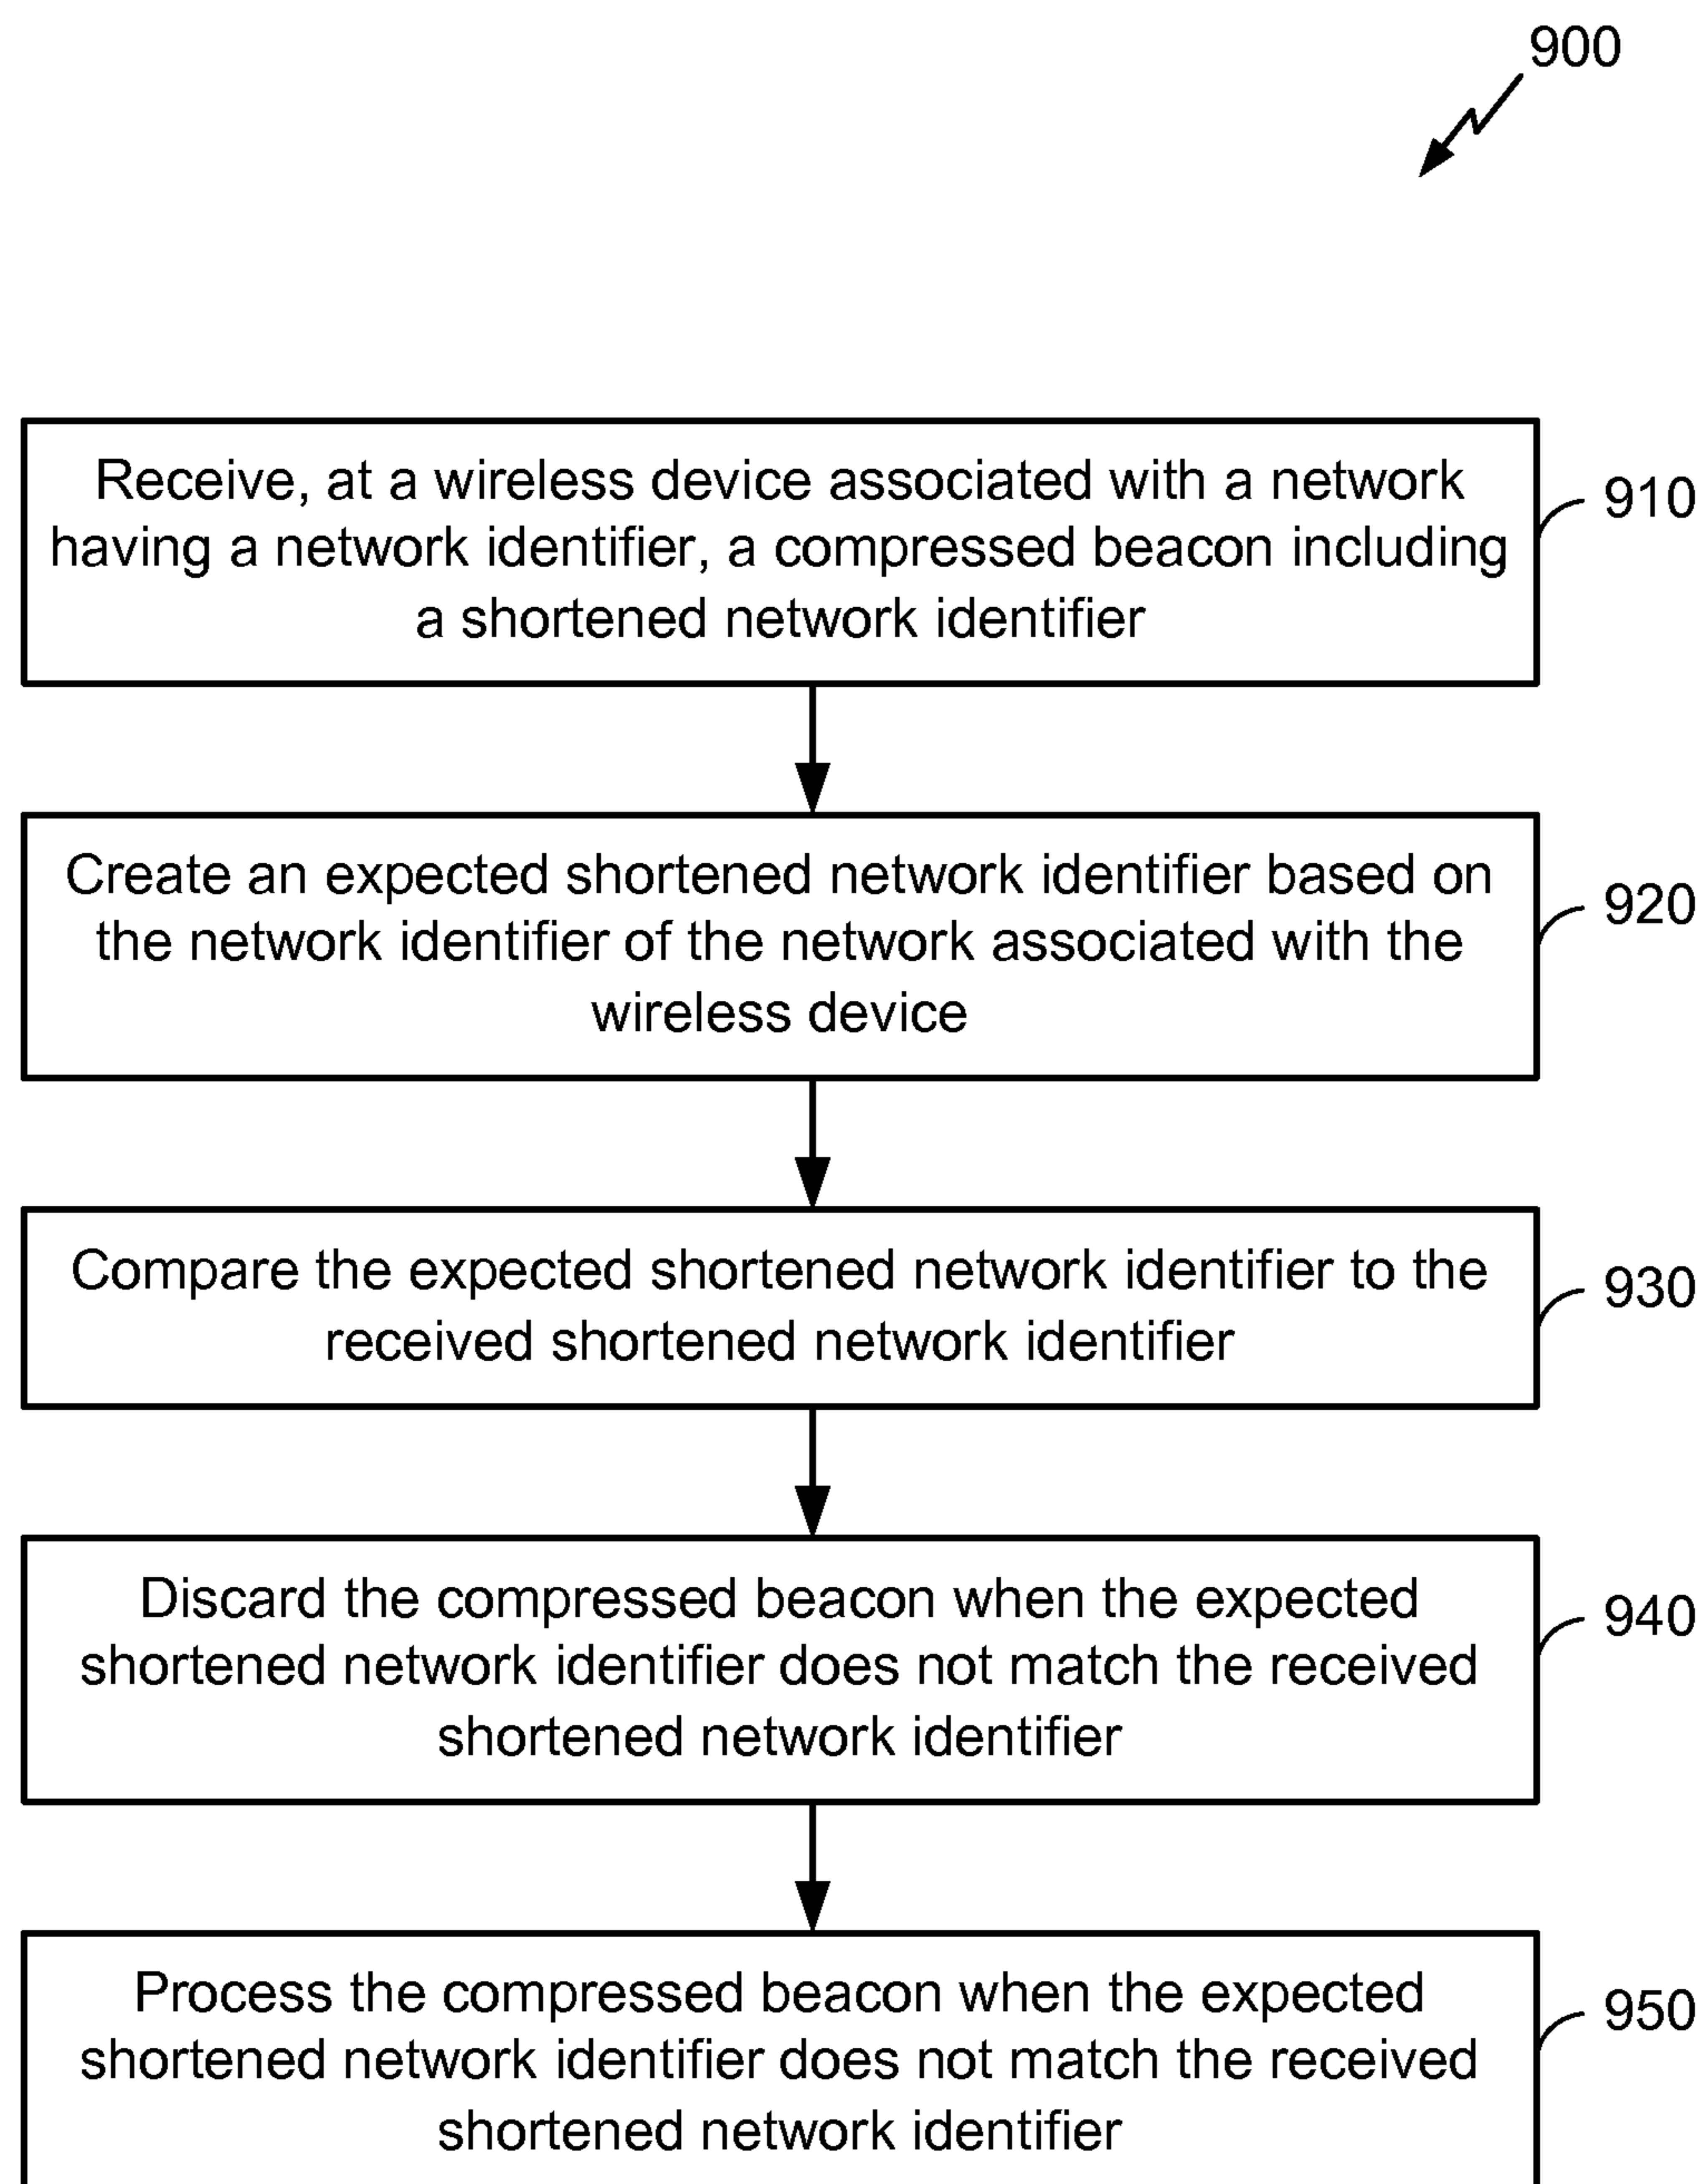 900
Receive, at a wireless device associated with a network
having a network identifier, a compressed beacon including
a shortened network identifier
910
Create an expected shortened network identifier based on
the network identifier of the network associated with the
wireless device
920
Compare the expected shortened network identifier to the
received shortened network identifier
930
Discard the compressed beacon when the expected
shortened network identifier does not match the received
shortened network identifier
940
Process the compressed beacon when the expected
shortened network identifier does not match the received
shortened network identifier
950